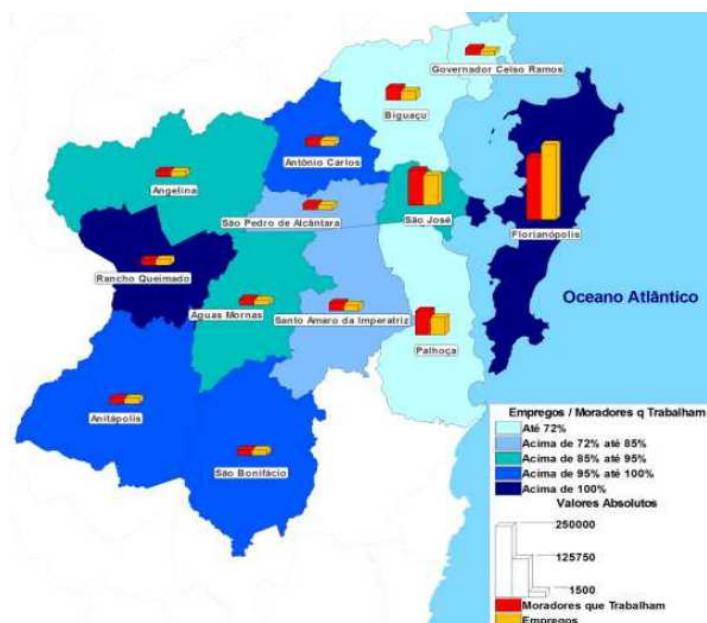 Governador Celso Ramos
Biguaçu
Antônio Carlos
Angelina
São José
São Pedro de Alcântara
Florianópolis
Rancho Queimado
Oceano Atlântico
Águas Mornas
Santo Amaro da Imperatriz
Palhoça
Anitápolis
São Bonifácio
Empregos / Moradores q Trabalham
Até 72%
Acima de 72% até 85%
Acima de 85% até 95%
Acima de 95% até 100%
Acima de 100%
Valores Absolutos
250000
125750
1500
Moradores que Trabalham
Empregos